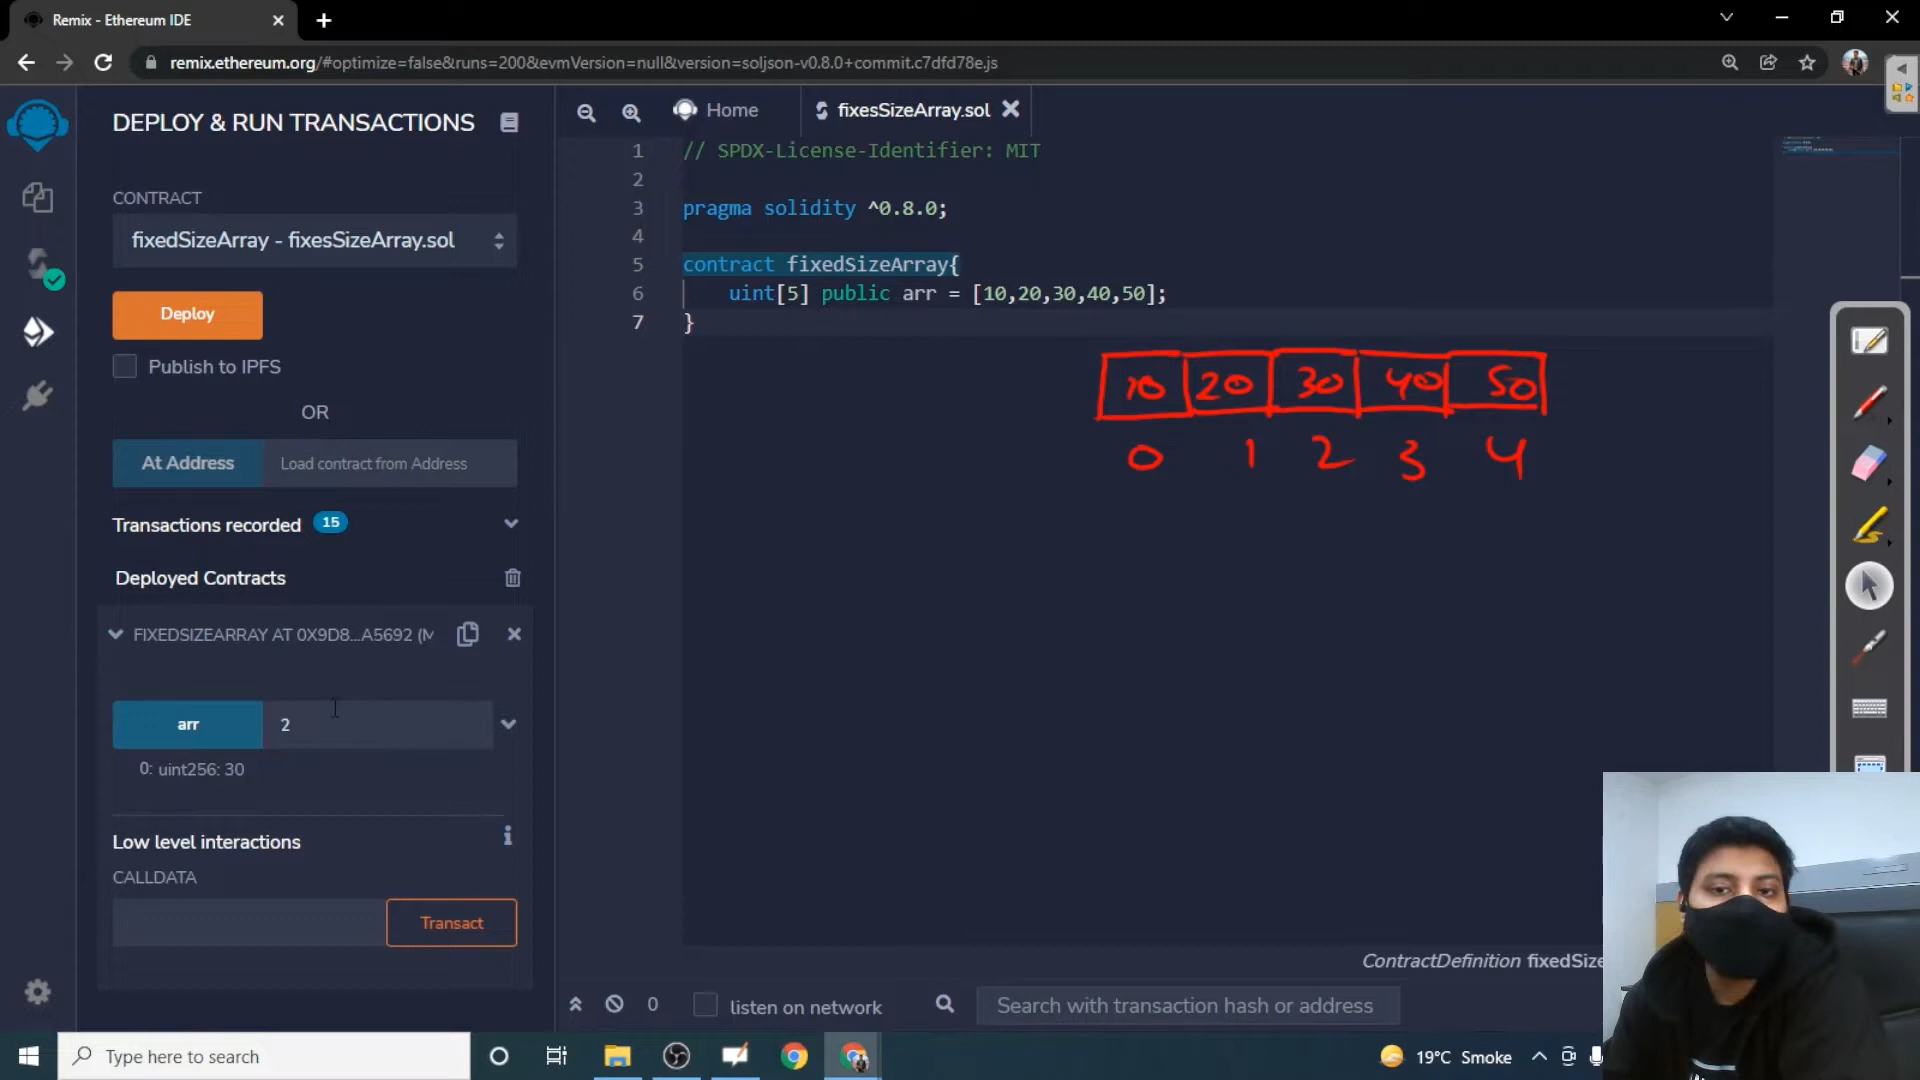 Remix - Ethereum IDE
remix.ethereum.org/#optimize=false&runs=200&evmVersion=null&version=soljson-v0.8.0+commit.c7dfd78e.js
DEPLOY & RUN TRANSACTIONS
CONTRACT
fixedSizeArray - fixesSizeArray.sol
Deploy
Publish to IPFS
OR
At Address Load contract from Address
Transactions recorded 15
Deployed Contracts
FIXEDSIZEARRAY AT 0X9D8...A5692 (M
arr 2
0: uint256: 30
Low level interactions
i
CALLDATA
Transact
Home fixesSizeArray.sol
1 // SPDX-License-Identifier: MIT
2
3 pragma solidity ^0.8.0;
4
5 contract fixedSizeArray{
6 uint[5] public arr = [10,20,30,40,50];
7 }
10 20 30 40 50
0 1 2 3 4
ContractDefinition fixedSize
0 listen on network Search with transaction hash or address
Type here to search
19°C Smoke